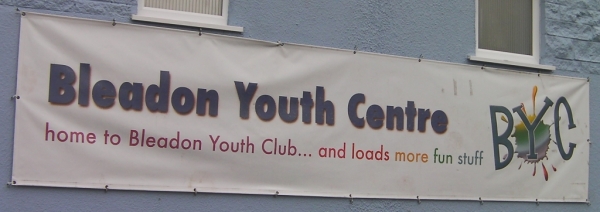 Bleadon Youth Centre
home to Bleadon Youth Club... and loads more fun stuff
BYC